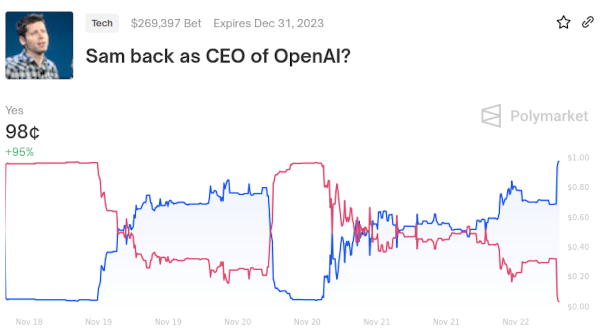 Tech $269,397 Bet Expires Dec 31, 2023
Sam back as CEO of OpenAI?
Yes
98¢
+95%
Polymarket
$1.00
$0.80
$0.60
$0.40
$0.20
$0.00
Nov 18 Nov 19 Nov 19 Nov 20 Nov 20 Nov 21 Nov 21 Nov 22